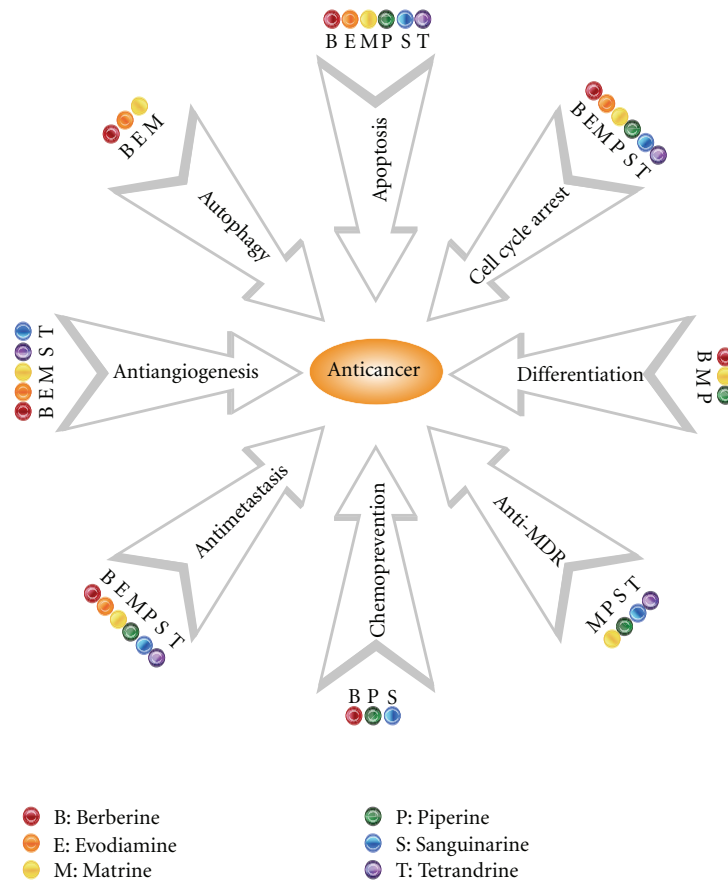 B E M P S T
Apoptosis
B E M P S T
Cell cycle arrest
B M P
Differentiation
M P S T
Anti-MDR
B P S
Chemoprevention
B E M P S T
Antimetastasis
B E M S T
Antiangiogenesis
B E M
Autophagy
Anticancer
B: Berberine
E: Evodiamine
M: Matrine
P: Piperine
S: Sanguinarine
T: Tetrandrine